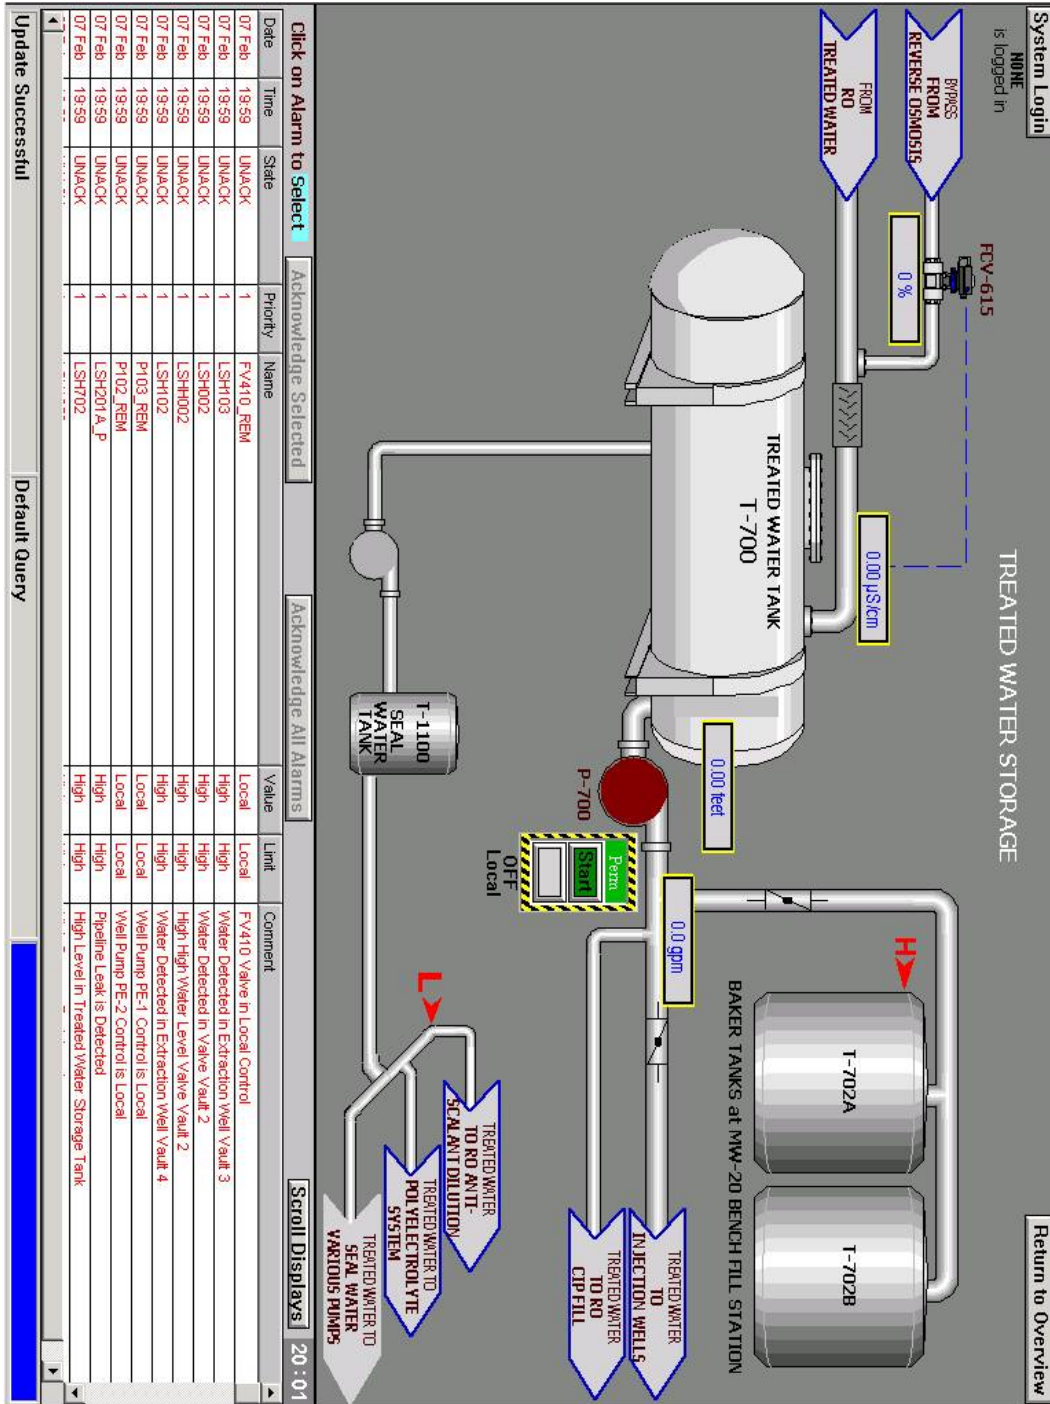 System Login
TREATED WATER STORAGE
Return to Overview
NONE
is logged in
FCV-615
BYPASS
FROM
REVERSE OSMOSIS
0 %
FROM
RO
TREATED WATER
0.00 µS/cm
TREATED WATER TANK
T-700
0.00 feet
P-700
Perm
Start
OFF
Local
0.0 gpm
H
T-702A
T-702B
BAKER TANKS at MW-20 BENCH FILL STATION
TREATED WATER
TO
INJECTION WELLS
TREATED WATER
TO RO
CIP FILL
T-1100
SEAL
WATER
TANK
L
TREATED WATER
TO RO ANTI-
SCALANT DILUTION
TREATED WATER TO
POLYELECTROLYTE
SYSTEM
TREATED WATER TO
SEAL WATER
VARIOUS PUMPS
Click on Alarm to Select Acknowledge Selected Acknowledge All Alarms Scroll Displays 20:01
Date Time State Priority Name Value Limit Comment
07 Feb 19:59 UNACK 1 FV410_REM Local Local FV410 Valve in Local Control
07 Feb 19:59 UNACK 1 LSH103 High High Water Detected in Extraction Well Vault 3
07 Feb 19:59 UNACK 1 LSH002 High High Water Detected in Valve Vault 2
07 Feb 19:59 UNACK 1 LSHH002 High High High High Water Level Valve Vault 2
07 Feb 19:59 UNACK 1 LSH102 High High Water Detected in Extraction Well Vault 4
07 Feb 19:59 UNACK 1 P103_REM Local Local Well Pump PE-1 Control is Local
07 Feb 19:59 UNACK 1 P102_REM Local Local Well Pump PE-2 Control is Local
07 Feb 19:59 UNACK 1 LSH201A_P High High Pipeline Leak is Detected
07 Feb 19:59 UNACK 1 LSH702 High High High Level in Treated Water Storage Tank
Update Successful Default Query